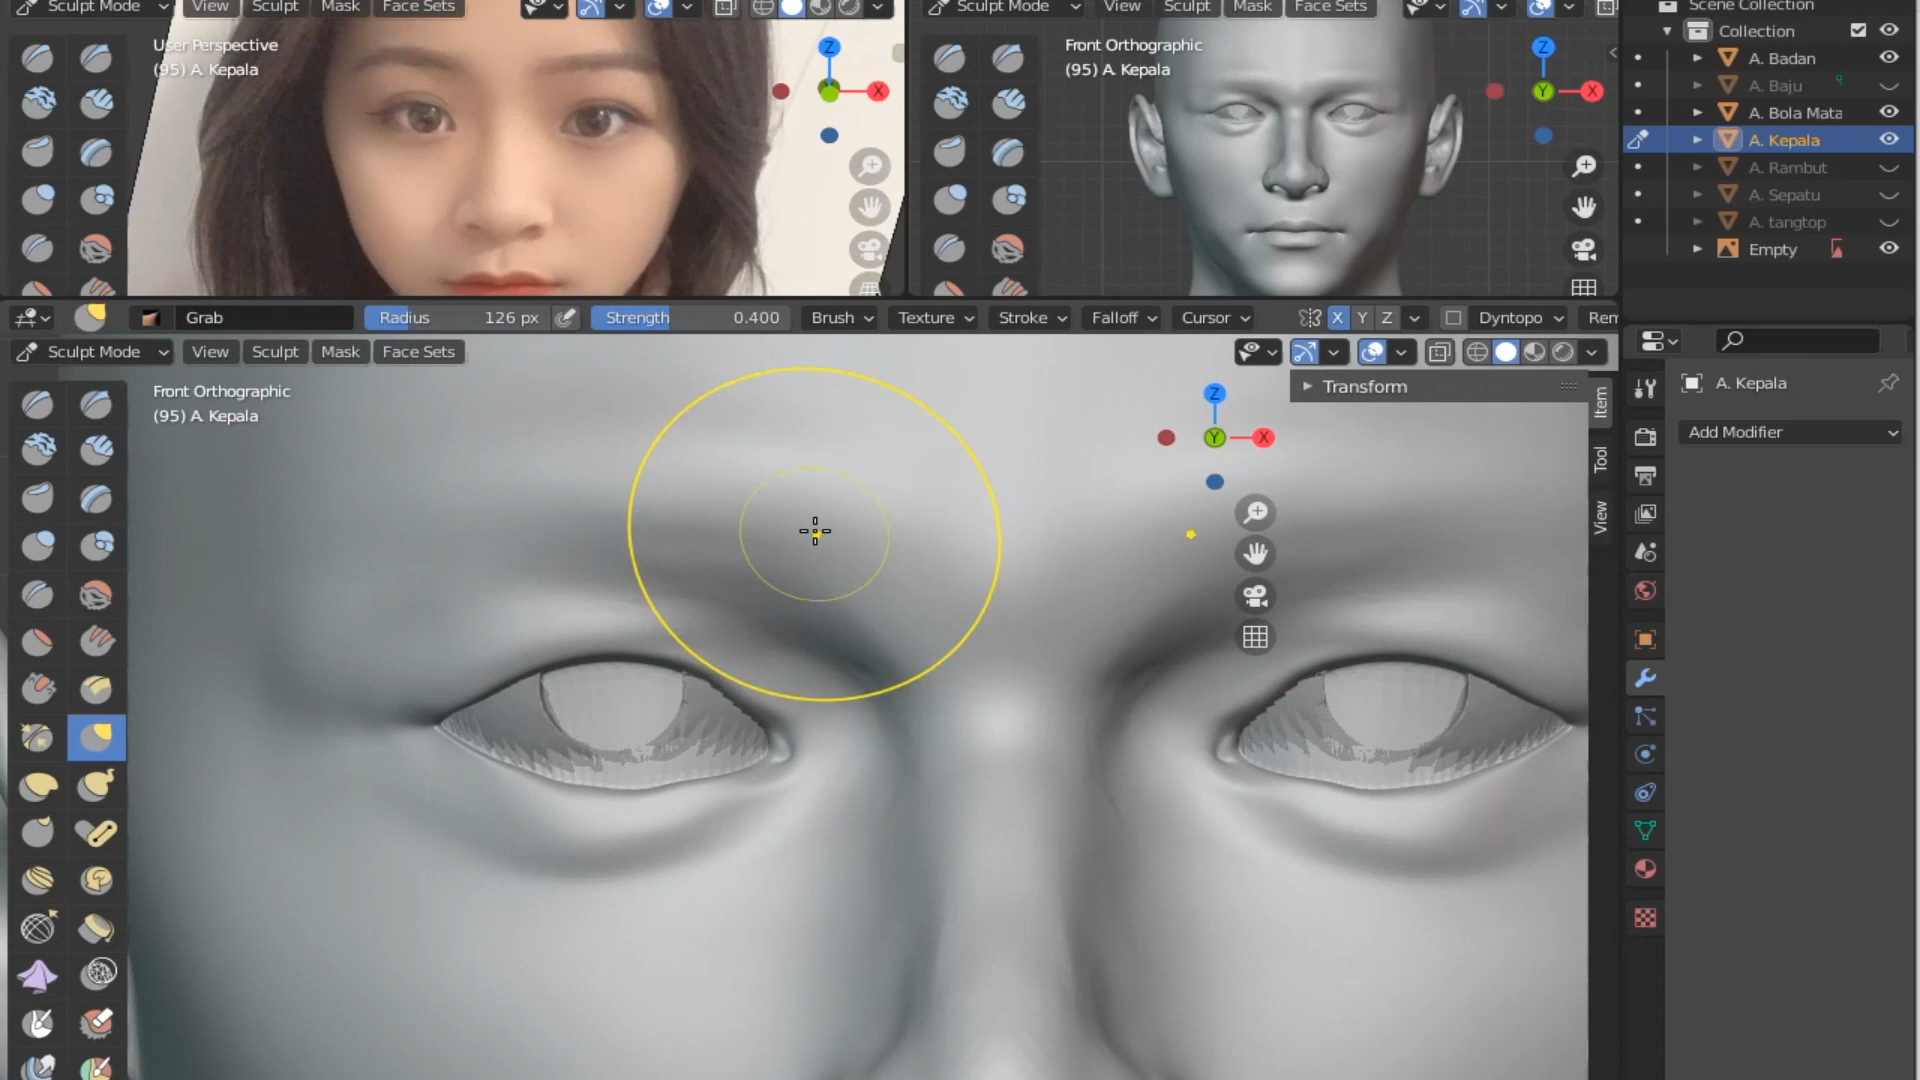 Sculpt Mode View Sculpt Mask Face Sets
User Perspective
(95) A. Kepala
Z
X
Sculpt Mode View Sculpt Mask Face Sets
Front Orthographic
(95) A. Kepala
Z
Y
X
Scene Collection
Collection
A. Badan
A. Baju
A. Bola Mata
A. Kepala
A. Rambut
A. Sepatu
A. tangtop
Empty
Grab Radius 126 px Strength 0.400 Brush Texture Stroke Falloff Cursor X Y Z Dyntopo Rem
Sculpt Mode View Sculpt Mask Face Sets
Front Orthographic
(95) A. Kepala
Z
Y
X
Transform
Item
Tool
View
A. Kepala
Add Modifier